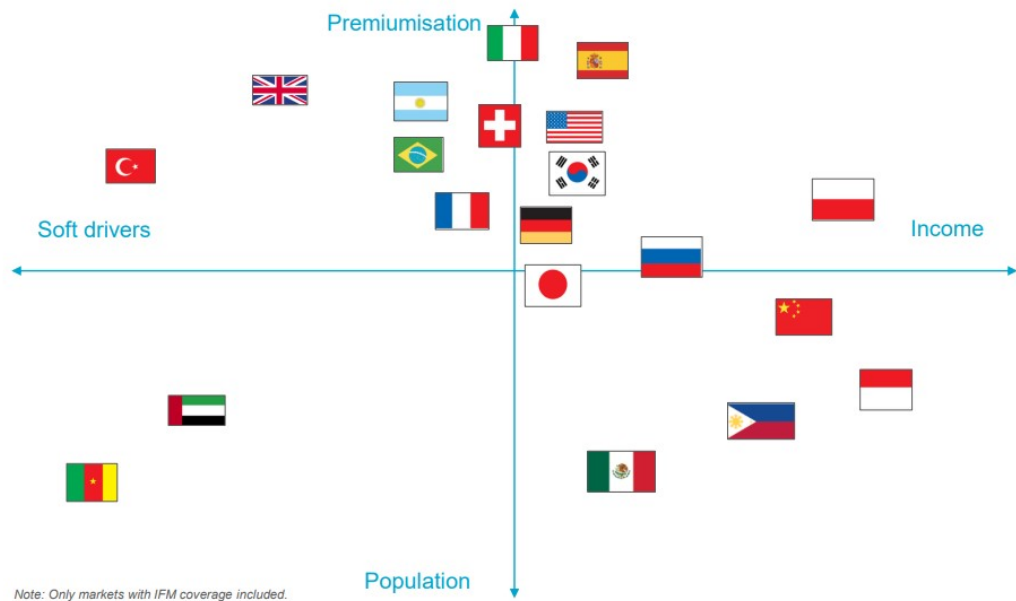 Premiumisation
Soft drivers
Income
Population
Note: Only markets with IFM coverage included.